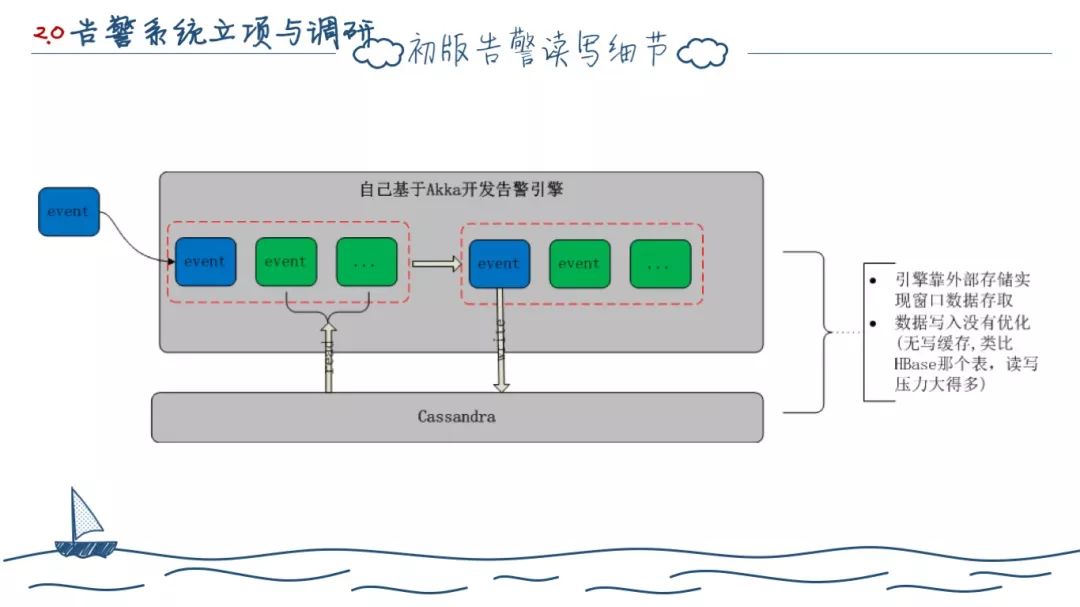 2.0 告警系统立项与调研
初版告警读写细节
自己基于Akka开发告警引擎
event
event
event
...
event
event
...
read
write
Cassandra
• 引擎靠外部存储实
现窗口数据存取
• 数据写入没有优化
(无写缓存,类比
HBase那个表，读写
压力大得多)